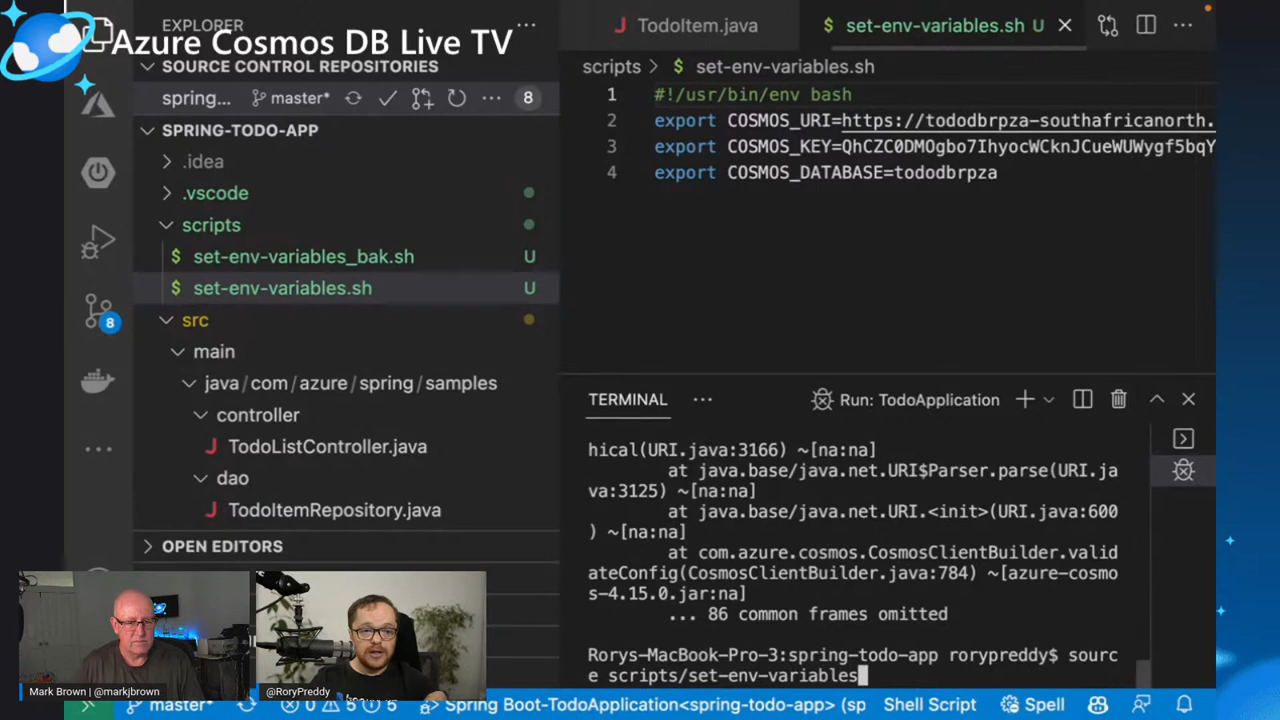 Azure Cosmos DB Live TV
EXPLORER
SOURCE CONTROL REPOSITORIES
spring... master* 8
SPRING-TODO-APP
.idea
.vscode
scripts
$ set-env-variables_bak.sh U
$ set-env-variables.sh U
src
main
java/com/azure/spring/samples
controller
J TodoListController.java
dao
J TodoItemRepository.java
OPEN EDITORS
8
J TodoItem.java $ set-env-variables.sh U
scripts > $ set-env-variables.sh
1 #!/usr/bin/env bash
2 export COSMOS_URI=https://tododbrpza-southafricanorth.
3 export COSMOS_KEY=QhCZC0DMOgbo7IhyocWCknJCueWUWygf5bqY
4 export COSMOS_DATABASE=tododbrpza
TERMINAL ... Run: TodoApplication
hical(URI.java:3166) ~[na:na]
at java.base/java.net.URI$Parser.parse(URI.ja
va:3125) ~[na:na]
at java.base/java.net.URI.<init>(URI.java:600
) ~[na:na]
at com.azure.cosmos.CosmosClientBuilder.valid
ateConfig(CosmosClientBuilder.java:784) ~[azure-cosmo
s-4.15.0.jar:na]
... 86 common frames omitted
Rorys-MacBook-Pro-3:spring-todo-app rorypreddy$ sourc
e scripts/set-env-variables
Mark Brown | @markjbrown
@RoryPreddy
master* 0 5 5 Spring Boot-TodoApplication<spring-todo-app> (sp Shell Script Spell